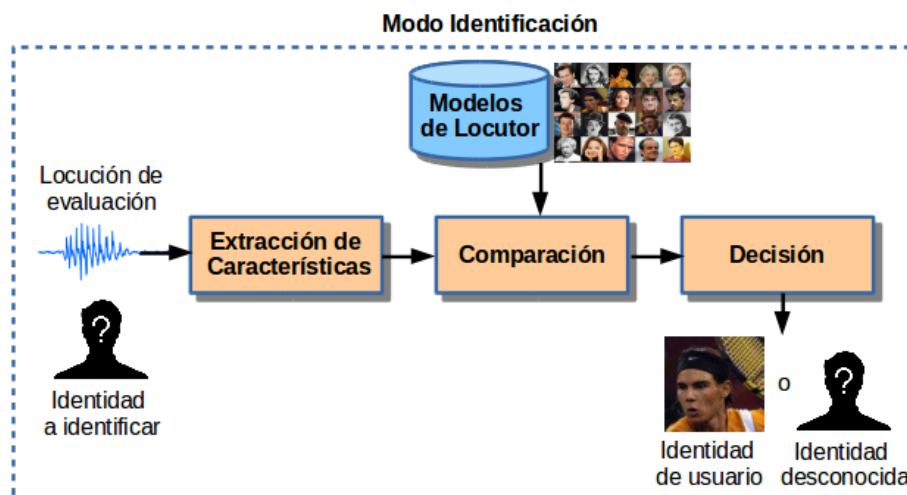 Modo Identificación
Modelos
de Locutor
Locución de
evaluación
Extracción de
Características
Comparación
Decisión
?
Identidad
a identificar
o
?
Identidad
de usuario
Identidad
desconocida